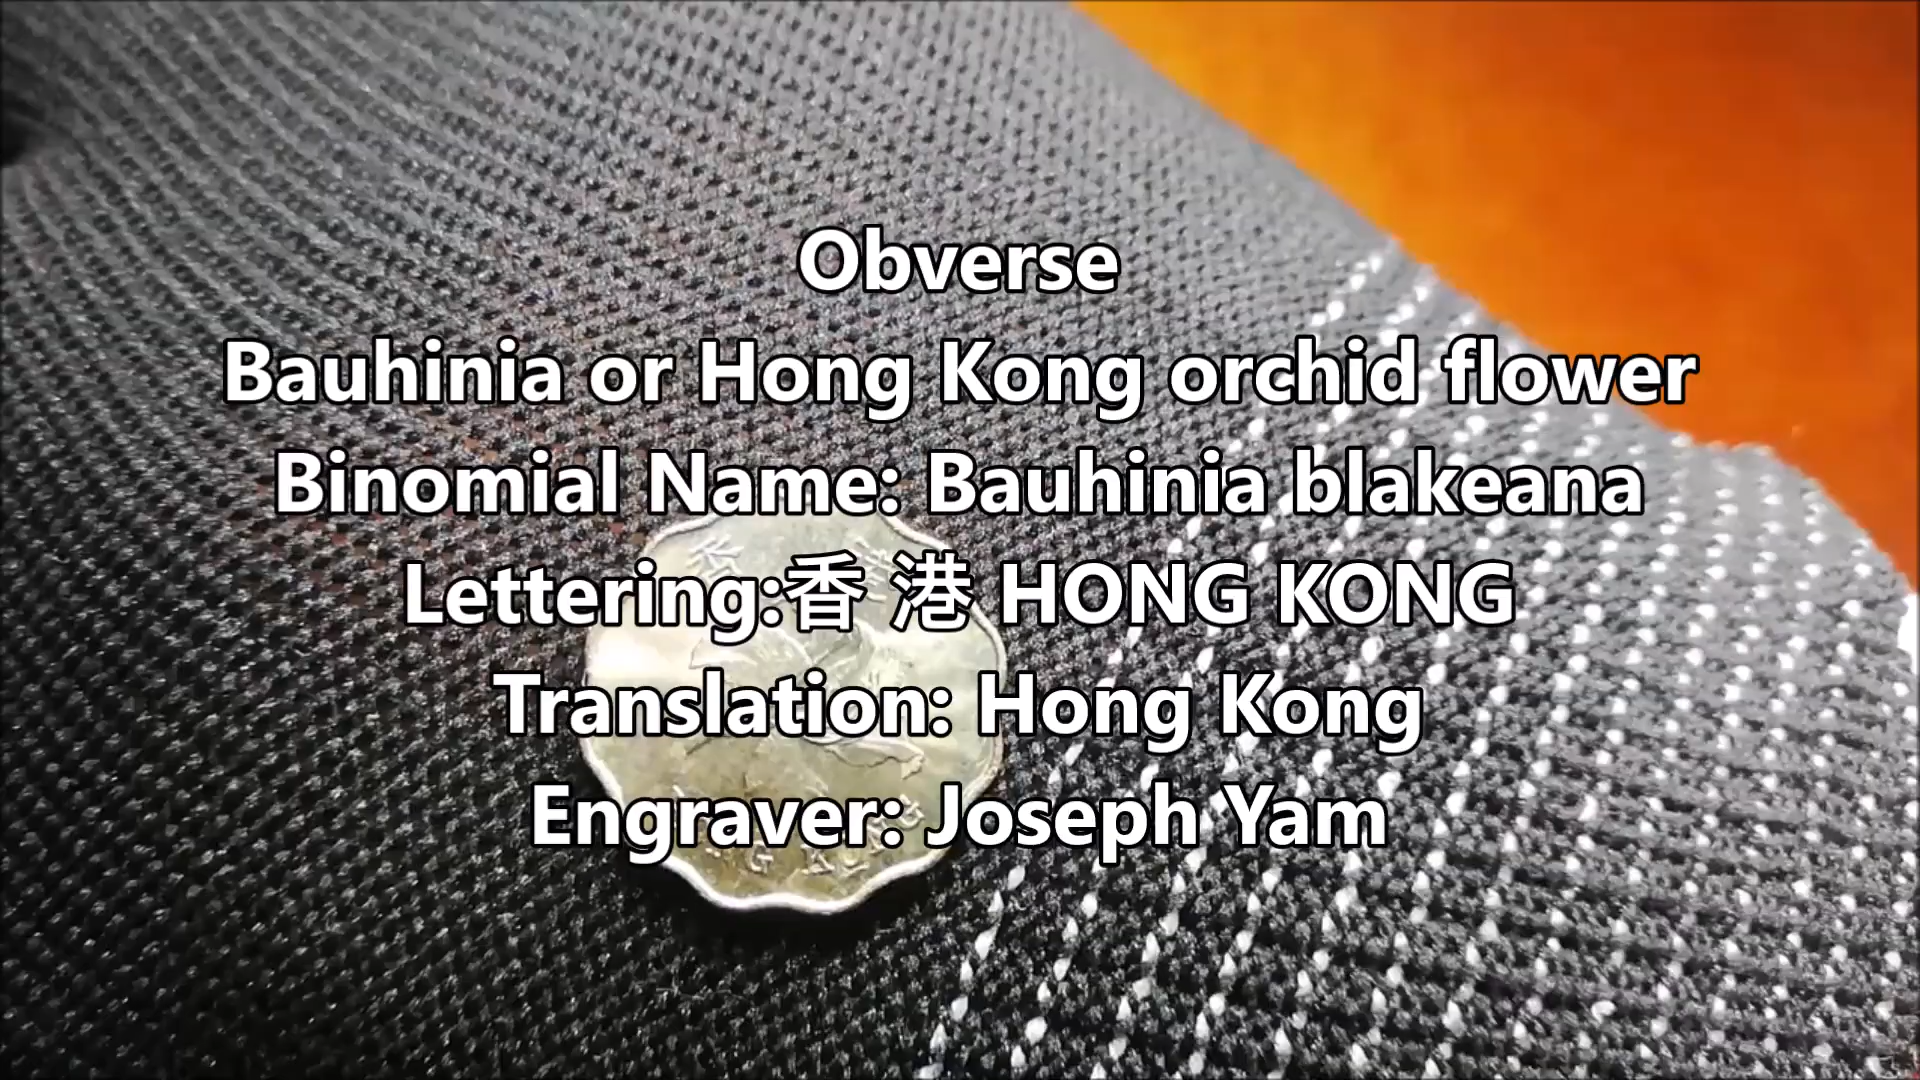 Obverse
Bauhinia or Hong Kong orchid flower
Binomial Name: Bauhinia blakeana
Lettering:香 港 HONG KONG
Translation: Hong Kong
Engraver: Joseph Yam